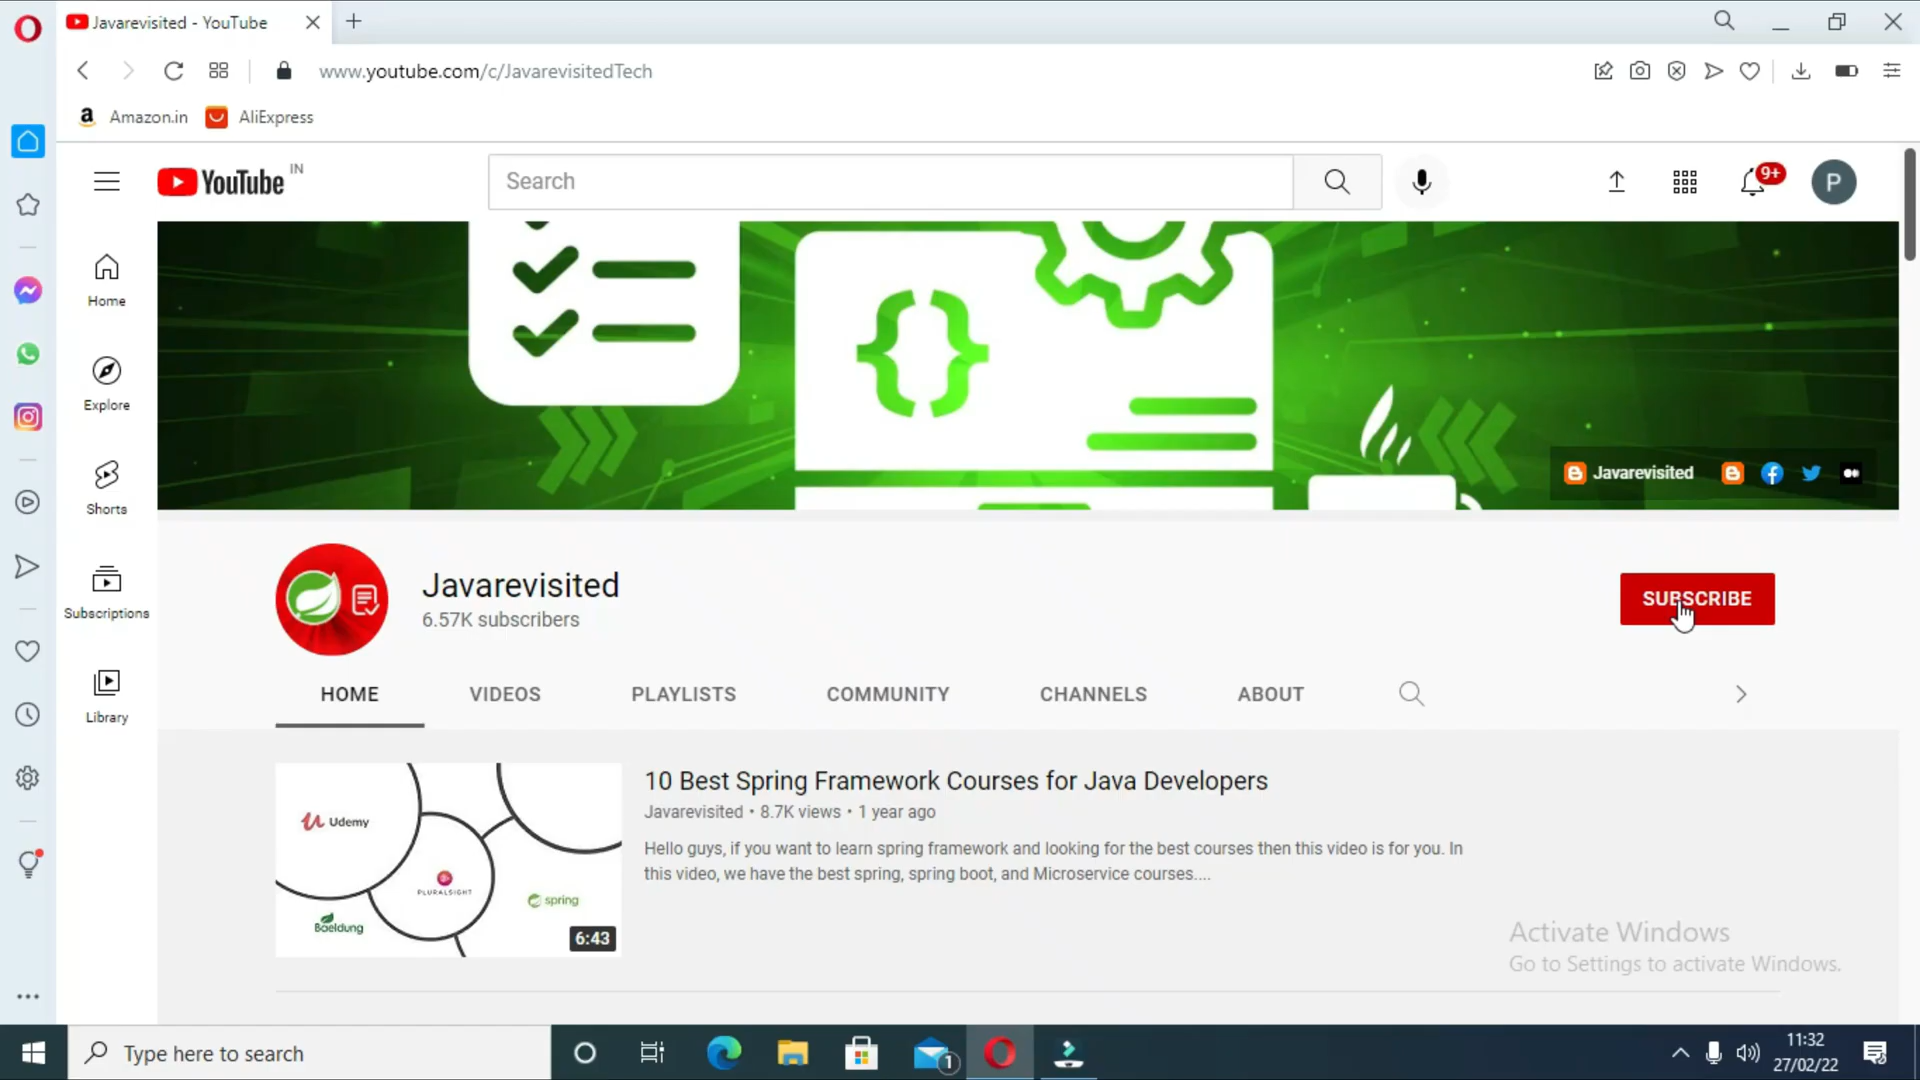 Javarevisited - YouTube
www.youtube.com/c/JavarevisitedTech
Amazon.in
AliExpress
YouTube IN
Search
9+
P
Home
Explore
Shorts
Subscriptions
Library
Javarevisited
Javarevisited
6.57K subscribers
SUBSCRIBE
HOME VIDEOS PLAYLISTS COMMUNITY CHANNELS ABOUT
Udemy
PLURALSIGHT
spring
Baeldung
6:43
10 Best Spring Framework Courses for Java Developers
Javarevisited • 8.7K views • 1 year ago
Hello guys, if you want to learn spring framework and looking for the best courses then this video is for you. In
this video, we have the best spring, spring boot, and Microservice courses....
Activate Windows
Go to Settings to activate Windows.
Type here to search
1
11:32
27/02/22